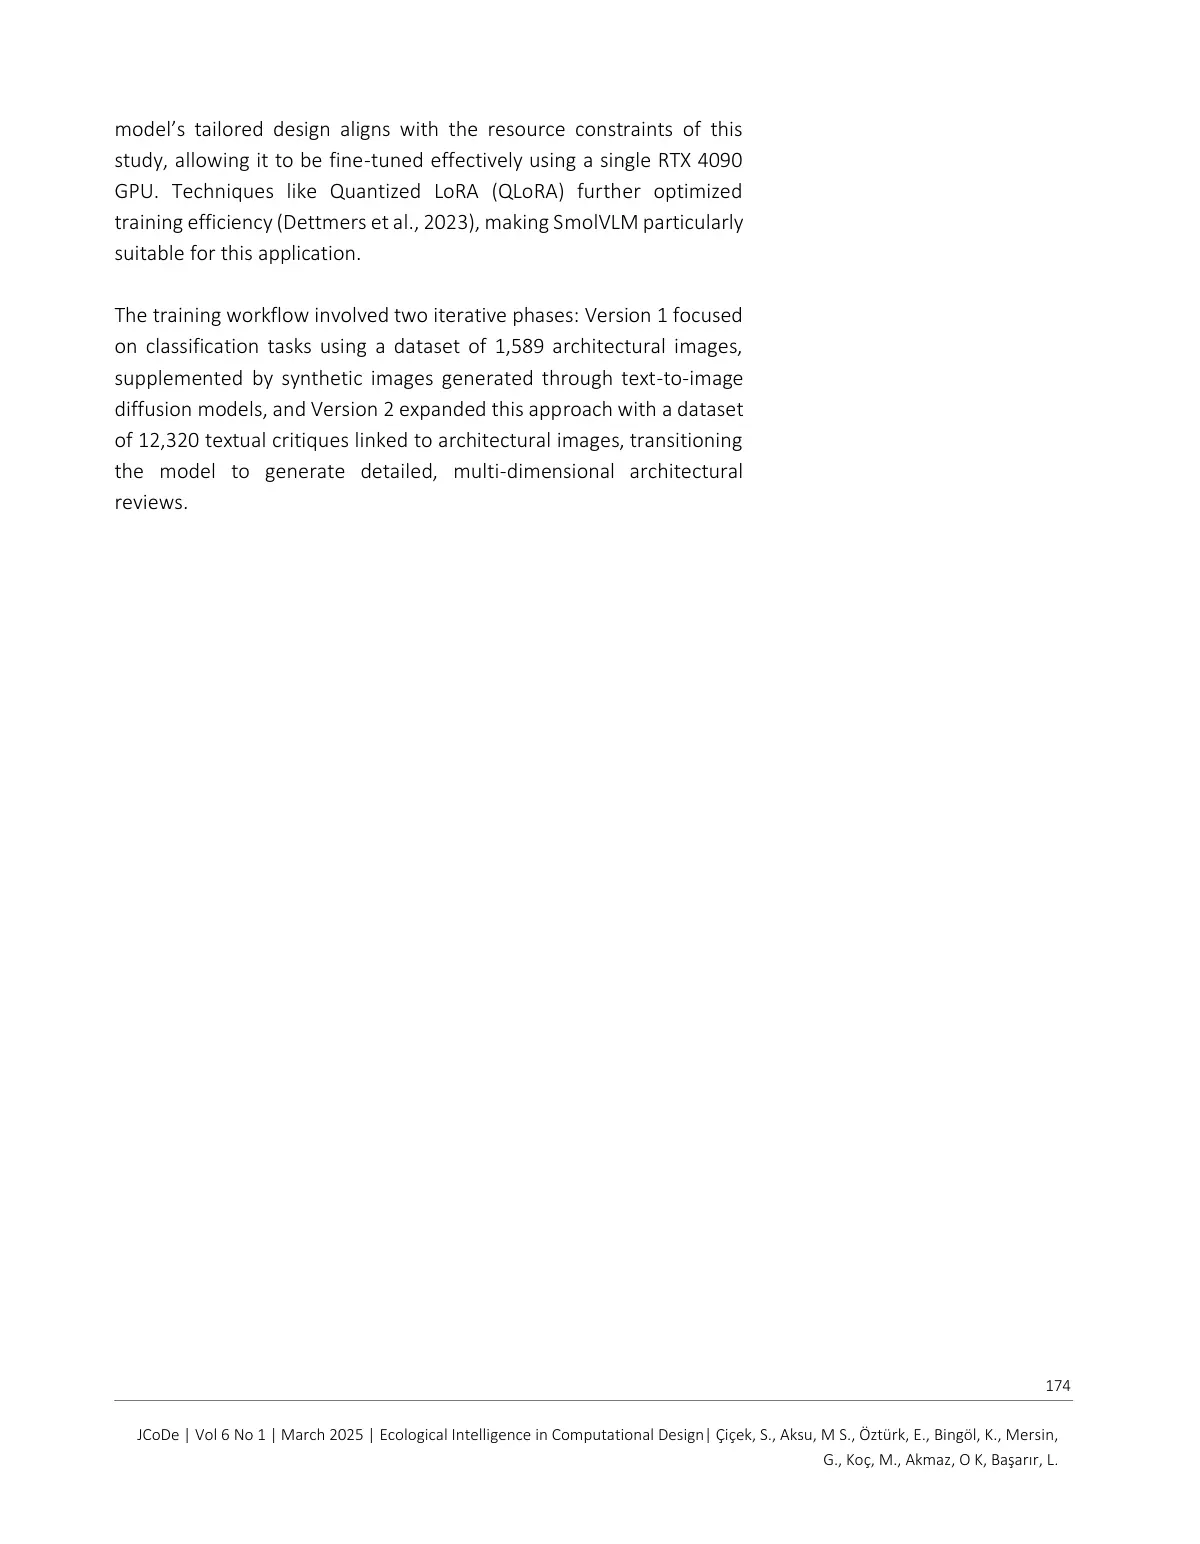 model’s tailored design aligns with the resource constraints of this
study, allowing it to be fine-tuned effectively using a single RTX 4090
GPU. Techniques like Quantized LoRA (QLoRA) further optimized
training efficiency (Dettmers et al., 2023), making SmolVLM particularly
suitable for this application.
The training workflow involved two iterative phases: Version 1 focused
on classification tasks using a dataset of 1,589 architectural images,
supplemented by synthetic images generated through text-to-image
diffusion models, and Version 2 expanded this approach with a dataset
of 12,320 textual critiques linked to architectural images, transitioning
the model to generate detailed, multi-dimensional architectural
reviews.
174
JCoDe | Vol 6 No 1 | March 2025 | Ecological Intelligence in Computational Design| Çiçek, S., Aksu, M S., Öztürk, E., Bingöl, K., Mersin,
G., Koç, M., Akmaz, O K, Başarır, L.